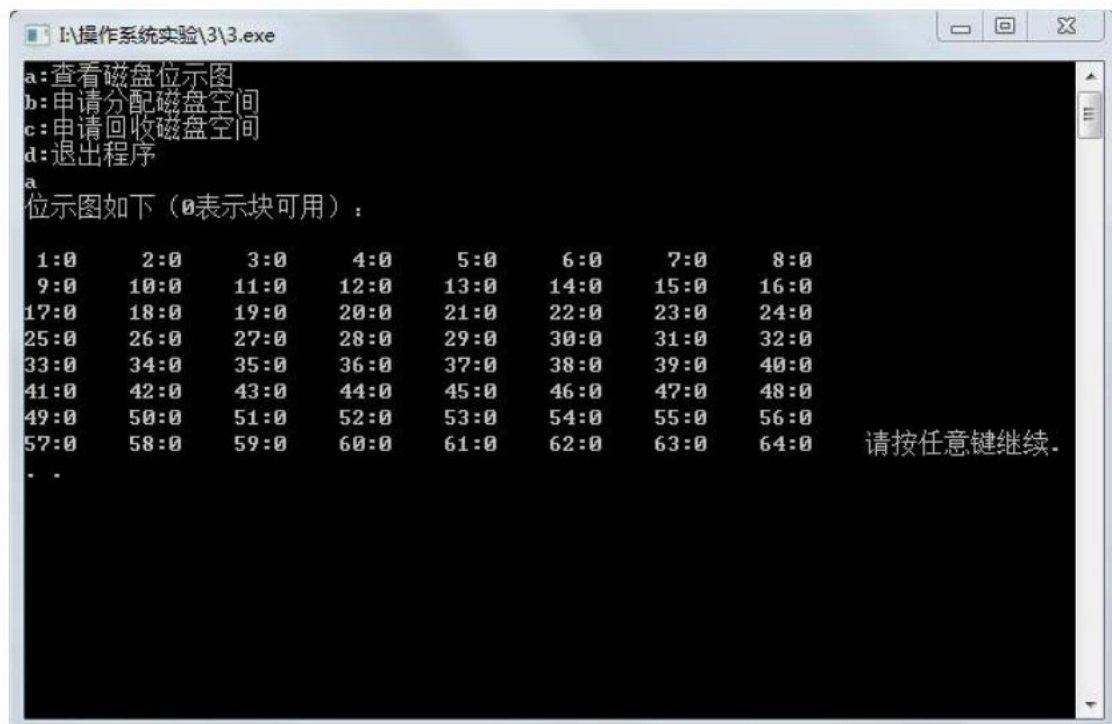 I:\操作系统实验\3\3.exe
a:查看磁盘位示图
b:申请分配磁盘空间
c:申请回收磁盘空间
d:退出程序
a
位示图如下（0表示块可用）:
1:0 2:0 3:0 4:0 5:0 6:0 7:0 8:0
9:0 10:0 11:0 12:0 13:0 14:0 15:0 16:0
17:0 18:0 19:0 20:0 21:0 22:0 23:0 24:0
25:0 26:0 27:0 28:0 29:0 30:0 31:0 32:0
33:0 34:0 35:0 36:0 37:0 38:0 39:0 40:0
41:0 42:0 43:0 44:0 45:0 46:0 47:0 48:0
49:0 50:0 51:0 52:0 53:0 54:0 55:0 56:0
57:0 58:0 59:0 60:0 61:0 62:0 63:0 64:0 请按任意键继续.
. .